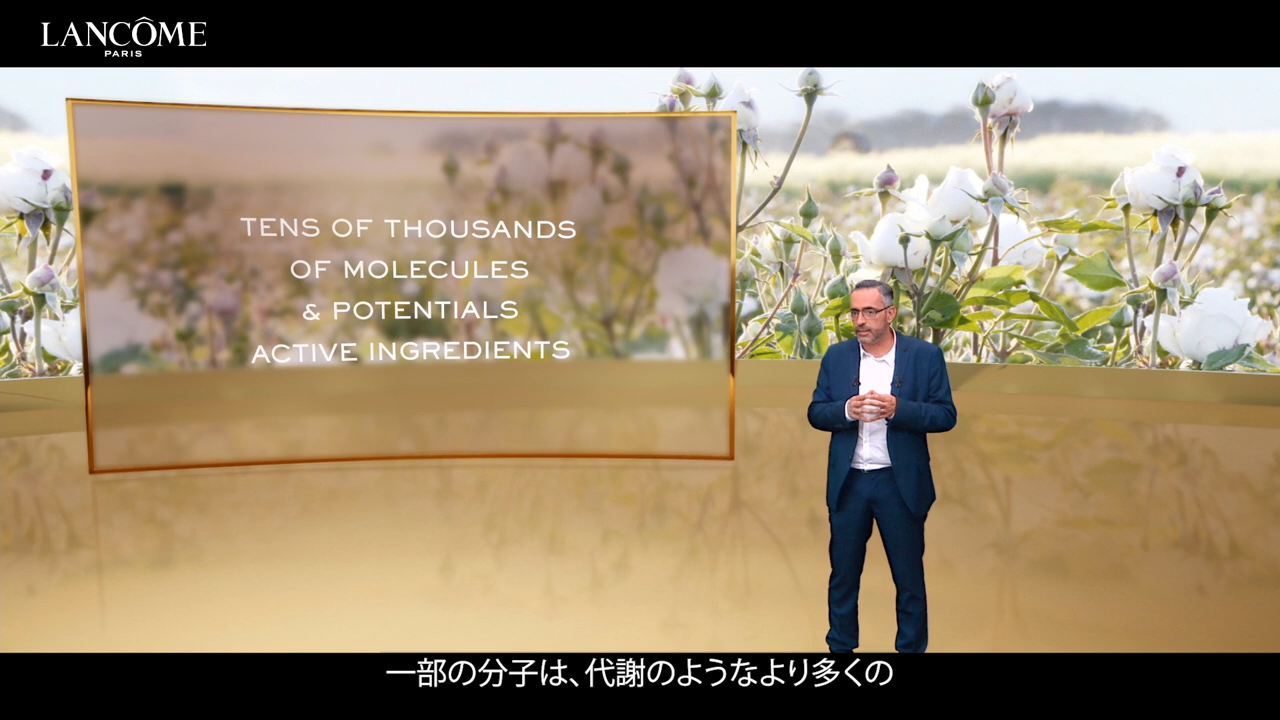 LANCÔME
PARIS
TENS OF THOUSANDS
OF MOLECULES
& POTENTIALS
ACTIVE INGREDIENTS
一部の分子は、代謝のようなより多くの